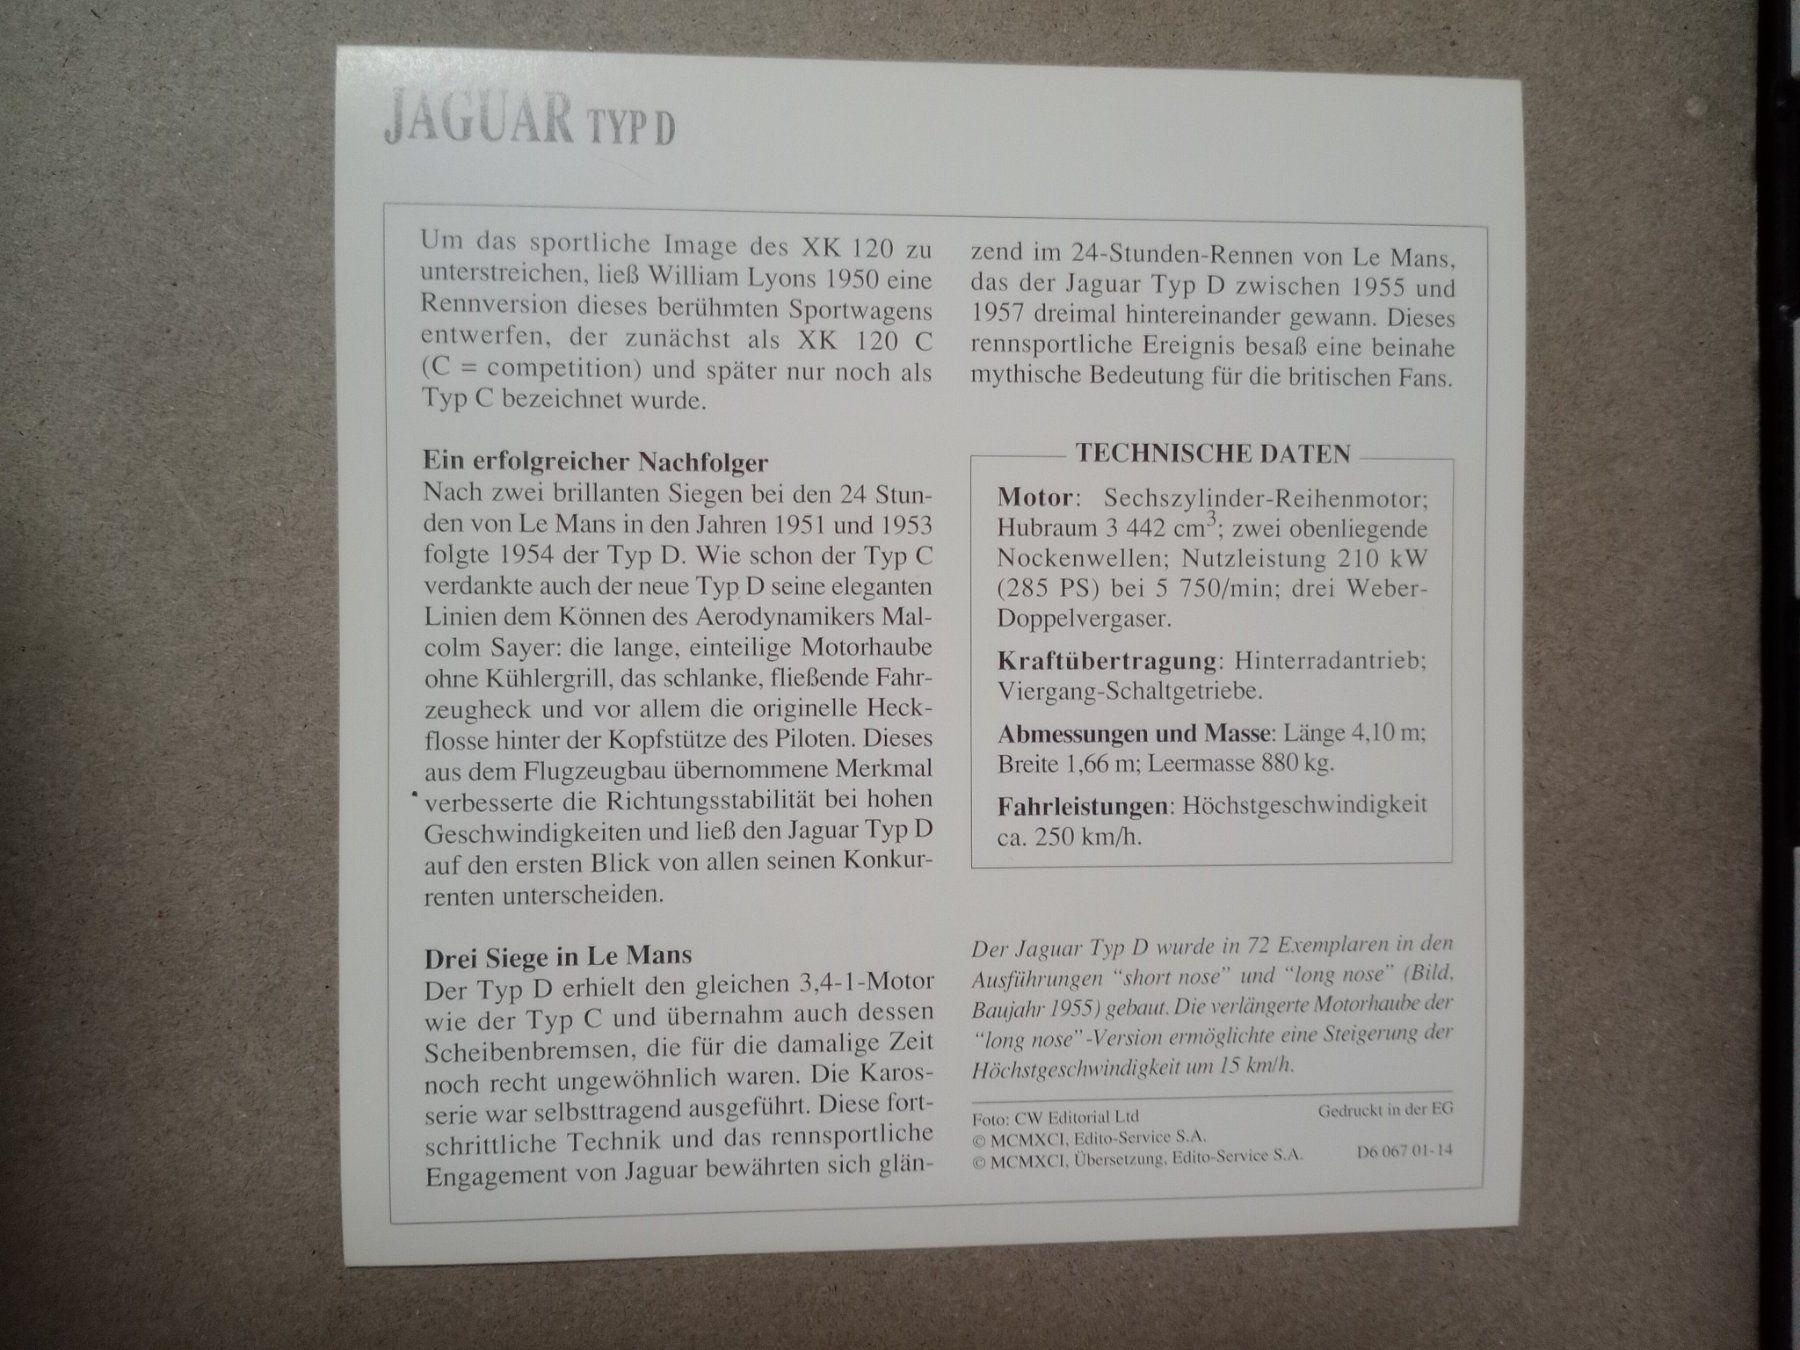 JAGUAR TYP D
Um das sportliche Image des XK 120 zu
unterstreichen, ließ William Lyons 1950 eine
Rennversion dieses berühmten Sportwagens
entwerfen, der zunächst als XK 120 C
(C = competition) und später nur noch als
Typ C bezeichnet wurde.
Ein erfolgreicher Nachfolger
Nach zwei brillanten Siegen bei den 24 Stun-
den von Le Mans in den Jahren 1951 und 1953
folgte 1954 der Typ D. Wie schon der Typ C
verdankte auch der neue Typ D seine eleganten
Linien dem Können des Aerodynamikers Mal-
colm Sayer: die lange, einteilige Motorhaube
ohne Kühlergrill, das schlanke, fließende Fahr-
zeugheck und vor allem die originelle Heck-
flosse hinter der Kopfstütze des Piloten. Dieses
aus dem Flugzeugbau übernommene Merkmal
verbesserte die Richtungsstabilität bei hohen
Geschwindigkeiten und ließ den Jaguar Typ D
auf den ersten Blick von allen seinen Konkur-
renten unterscheiden.
Drei Siege in Le Mans
Der Typ D erhielt den gleichen 3,4-1-Motor
wie der Typ C und übernahm auch dessen
Scheibenbremsen, die für die damalige Zeit
noch recht ungewöhnlich waren. Die Karos-
serie war selbsttragend ausgeführt. Diese fort-
schrittliche Technik und das rennsportliche
Engagement von Jaguar bewährten sich glän-
zend im 24-Stunden-Rennen von Le Mans,
das der Jaguar Typ D zwischen 1955 und
1957 dreimal hintereinander gewann. Dieses
rennsportliche Ereignis besaß eine beinahe
mythische Bedeutung für die britischen Fans.
TECHNISCHE DATEN
Motor: Sechszylinder-Reihenmotor;
Hubraum 3 442 cm³; zwei obenliegende
Nockenwellen; Nutzleistung 210 kW
(285 PS) bei 5 750/min; drei Weber-
Doppelvergaser.
Kraftübertragung: Hinterradantrieb;
Viergang-Schaltgetriebe.
Abmessungen und Masse: Länge 4,10 m;
Breite 1,66 m; Leermasse 880 kg.
Fahrleistungen: Höchstgeschwindigkeit
ca. 250 km/h.
Der Jaguar Typ D wurde in 72 Exemplaren in den
Ausführungen “short nose” und “long nose” (Bild,
Baujahr 1955) gebaut. Die verlängerte Motorhaube der
“long nose”-Version ermöglichte eine Steigerung der
Höchstgeschwindigkeit um 15 km/h.
Foto: CW Editorial Ltd Gedruckt in der EG
© MCMXCI, Edito-Service S.A.
© MCMXCI, Übersetzung, Edito-Service S.A. D6 067 01-14